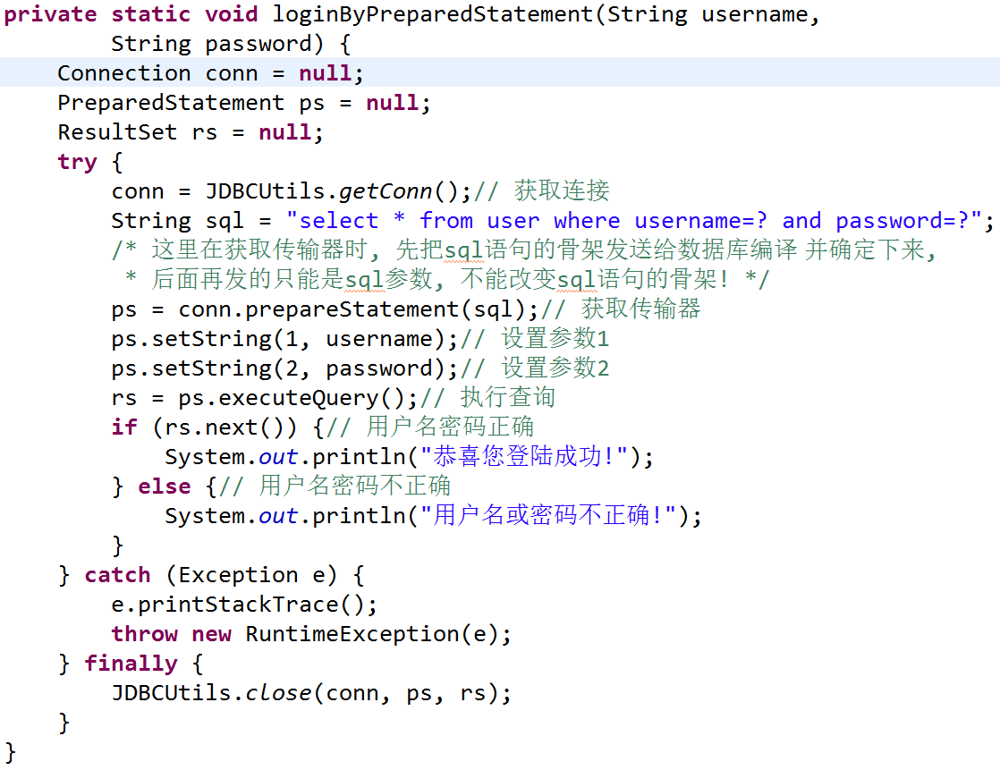 private static void loginByPreparedStatement(String username,
        String password) {
    Connection conn = null;
    PreparedStatement ps = null;
    ResultSet rs = null;
    try {
        conn = JDBCUtils.getConn();// 获取连接
        String sql = "select * from user where username=? and password=?";
        /* 这里在获取传输器时, 先把sql语句的骨架发送给数据库编译 并确定下来,
         * 后面再发的只能是sql参数, 不能改变sql语句的骨架! */
        ps = conn.prepareStatement(sql);// 获取传输器
        ps.setString(1, username);// 设置参数1
        ps.setString(2, password);// 设置参数2
        rs = ps.executeQuery();// 执行查询
        if (rs.next()) {// 用户名密码正确
            System.out.println("恭喜您登陆成功!");
        } else {// 用户名密码不正确
            System.out.println("用户名或密码不正确!");
        }
    } catch (Exception e) {
        e.printStackTrace();
        throw new RuntimeException(e);
    } finally {
        JDBCUtils.close(conn, ps, rs);
    }
}